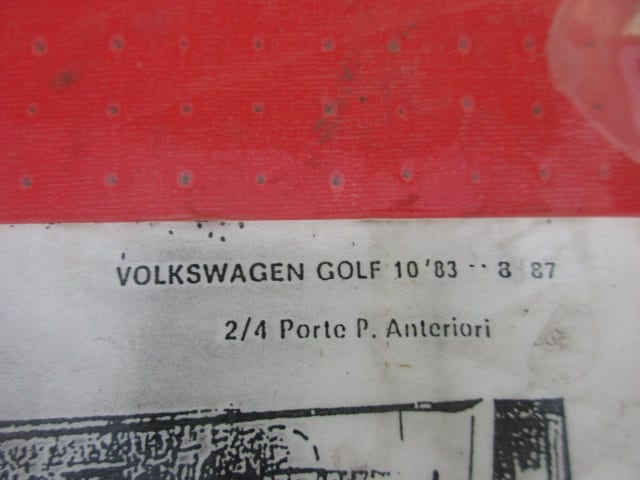 VOLKSWAGEN GOLF 10'83 -- 8 87
2/4 Porte P. Anteriori